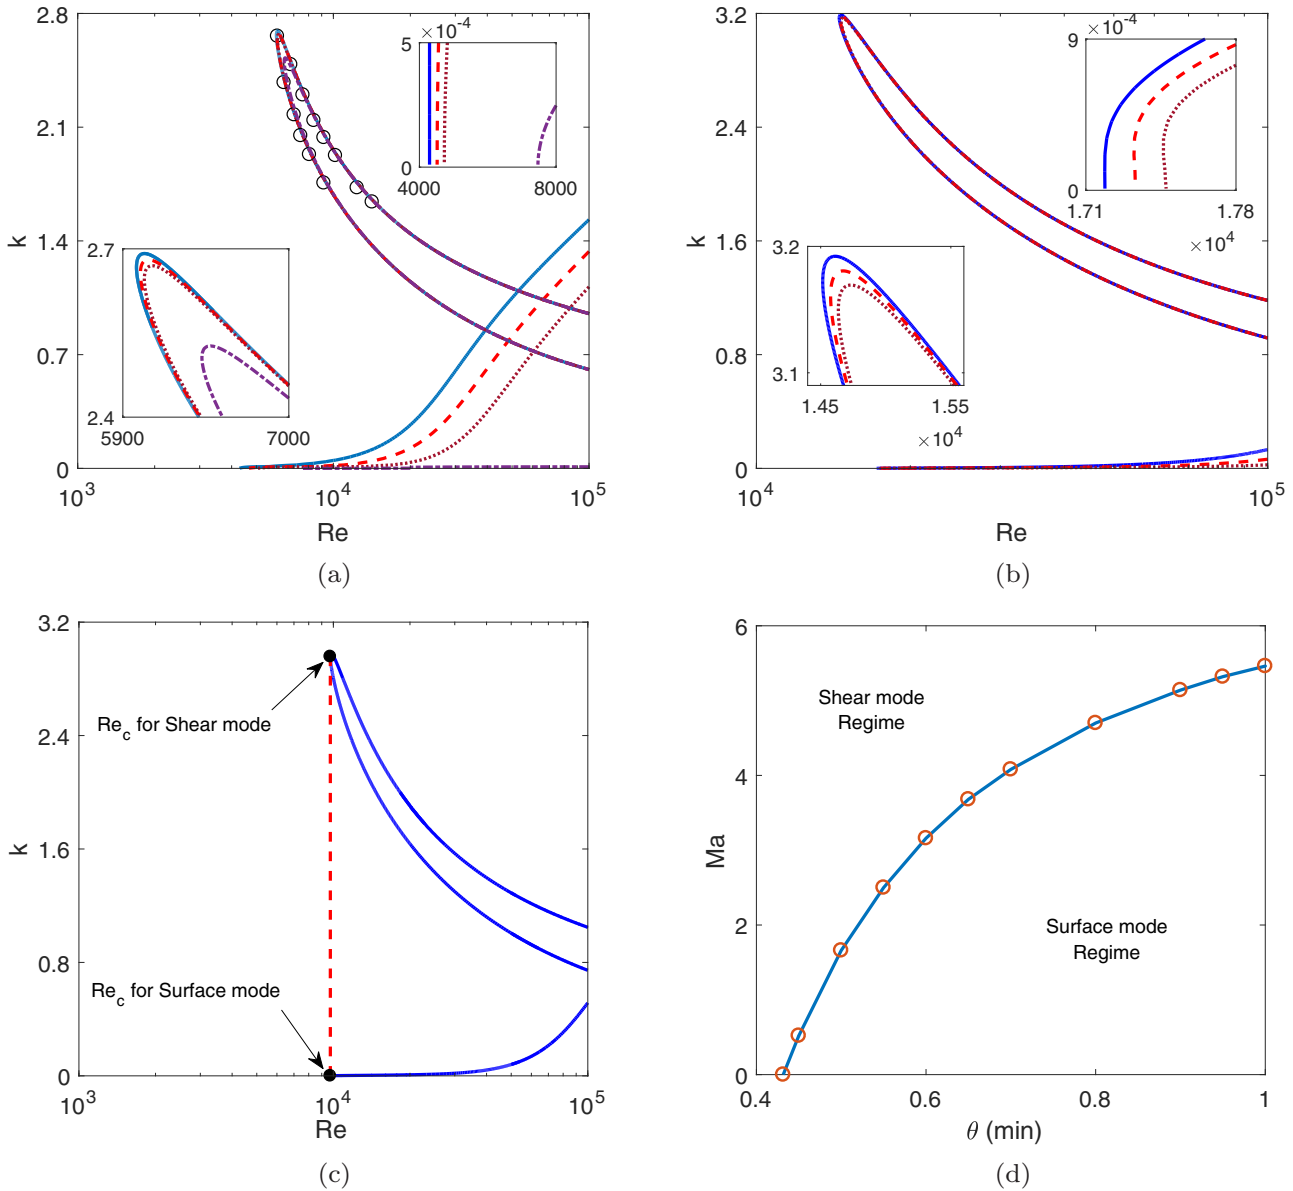 2.8
2.1
1.4
0.7
0
k
×10^-4
5
0
4000
8000
2.7
2.4
5900
7000
10^3
10^4
10^5
Re
(a)
3.2
2.4
1.6
0.8
0
k
×10^-4
9
0
1.71
1.78
×10^4
3.2
3.1
1.45
1.55
×10^4
10^4
10^5
Re
(b)
3.2
2.4
1.6
0.8
0
k
Re_c for Shear mode
Re_c for Surface mode
10^3
10^4
10^5
Re
(c)
6
4
2
0
Ma
Shear mode
Regime
Surface mode
Regime
0.4
0.6
0.8
1
θ (min)
(d)